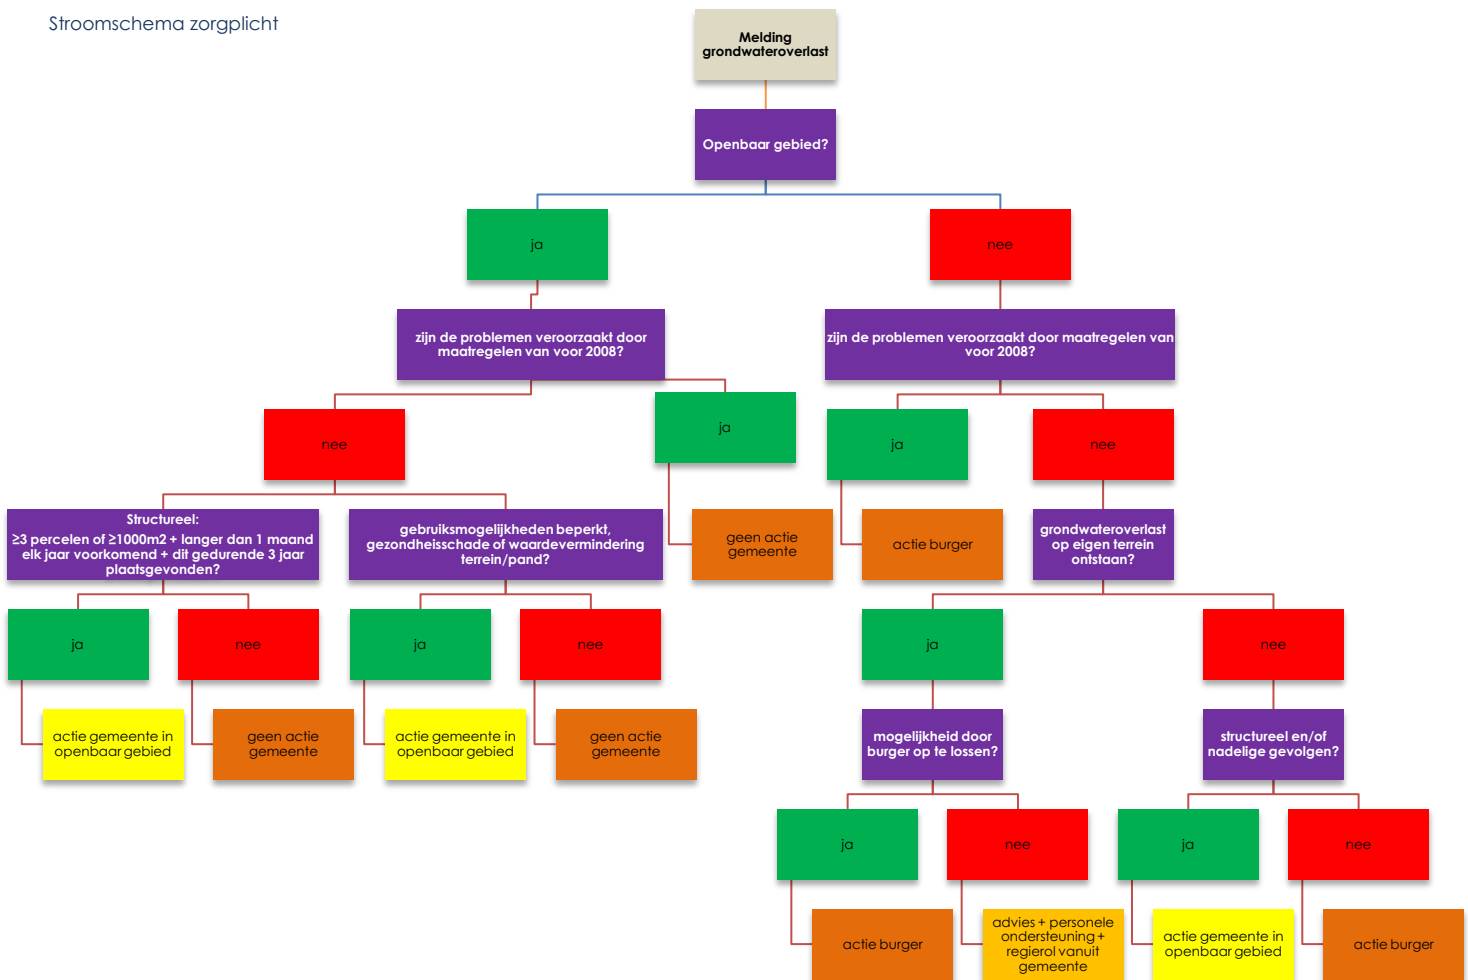 Stroomschema zorgplicht
Melding
grondwateroverlast
Openbaar gebied?
ja
nee
zijn de problemen veroorzaakt door
maatregelen van voor 2008?
zijn de problemen veroorzaakt door maatregelen van
voor 2008?
nee
ja
ja
nee
Structureel:
≥3 percelen of ≥1000m2 + langer dan 1 maand
elk jaar voorkomend + dit gedurende 3 jaar
plaatsgevonden?
gebruiksmogelijkheden beperkt,
gezondheisschade of waardevermindering
terrein/pand?
geen actie
gemeente
actie burger
grondwateroverlast
op eigen terrein
ontstaan?
ja
nee
ja
nee
ja
nee
actie gemeente in
openbaar gebied
geen actie
gemeente
actie gemeente in
openbaar gebied
geen actie
gemeente
mogelijkheid door
burger op te lossen?
structureel en/of
nadelige gevolgen?
ja
nee
ja
nee
actie burger
advies + personele
ondersteuning +
regierol vanuit
gemeente
actie gemeente in
openbaar gebied
actie burger